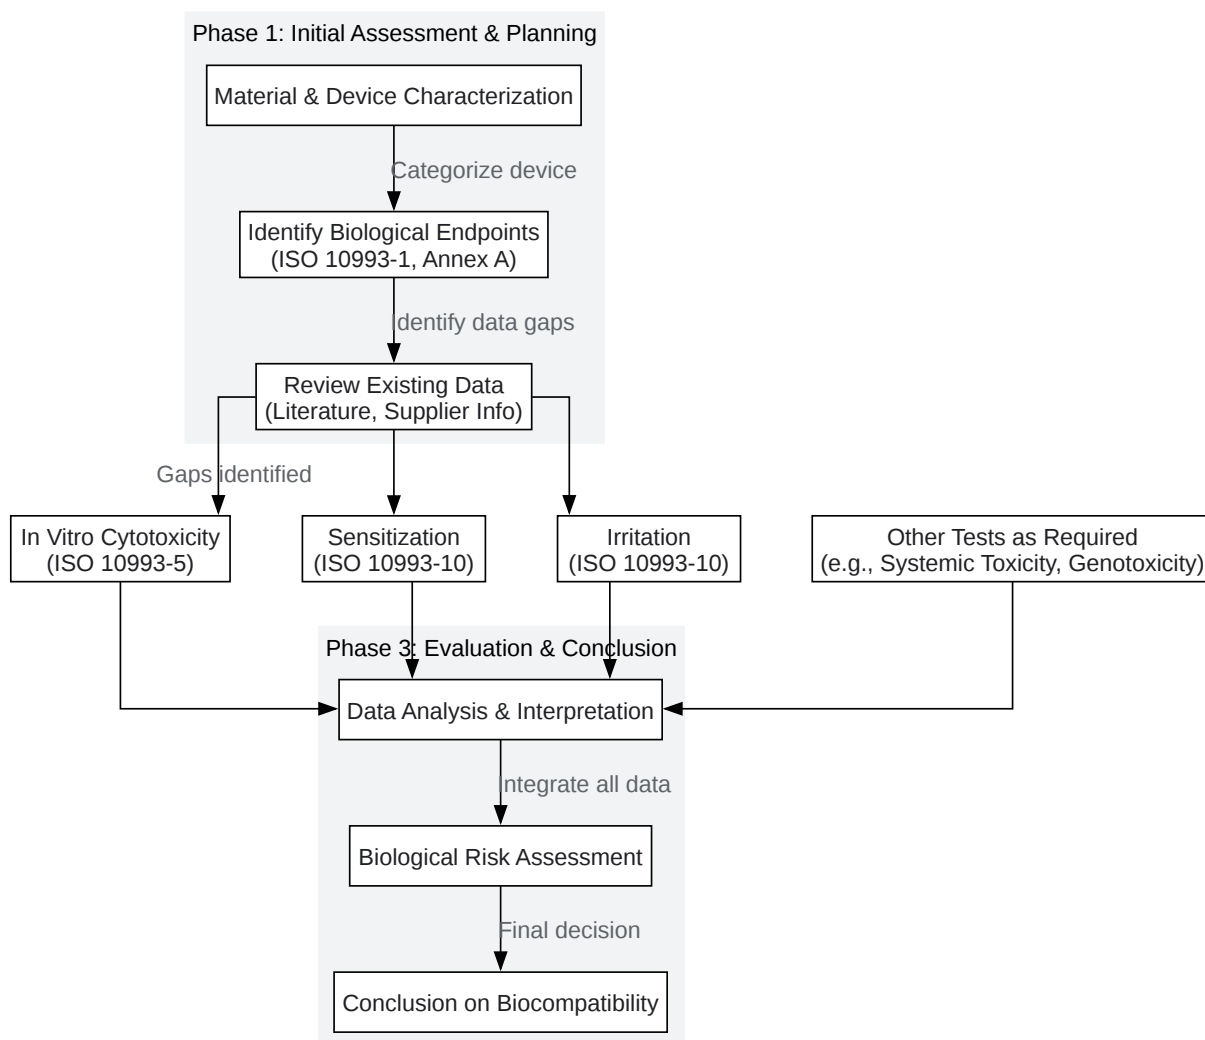 Phase 1: Initial Assessment & Planning
Material & Device Characterization
Categorize device
Identify Biological Endpoints
(ISO 10993-1, Annex A)
Identify data gaps
Review Existing Data
(Literature, Supplier Info)
Gaps identified
In Vitro Cytotoxicity
(ISO 10993-5)
Sensitization
(ISO 10993-10)
Irritation
(ISO 10993-10)
Other Tests as Required
(e.g., Systemic Toxicity, Genotoxicity)
Phase 3: Evaluation & Conclusion
Data Analysis & Interpretation
Integrate all data
Biological Risk Assessment
Final decision
Conclusion on Biocompatibility